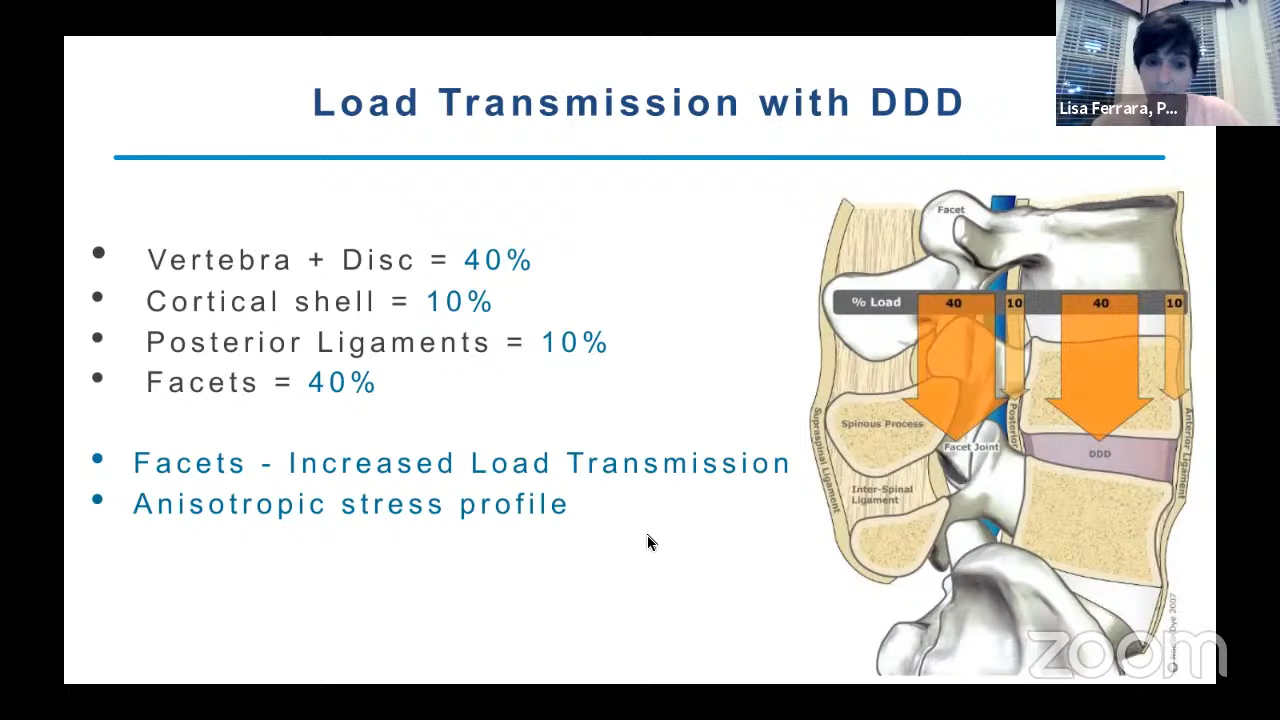 Load Transmission with DDD
Lisa Ferrara, P...
• Vertebra + Disc = 40%
• Cortical shell = 10%
• Posterior Ligaments = 10%
• Facets = 40%
• Facets - Increased Load Transmission
• Anisotropic stress profile
Facet
% Load 40 10 40 10
Supraspinal Ligament
Spinous Process
Inter-Spinal
Ligament
Facet Joint
Posterior
DDD
Anterior Ligament
Dye 2007
zoom